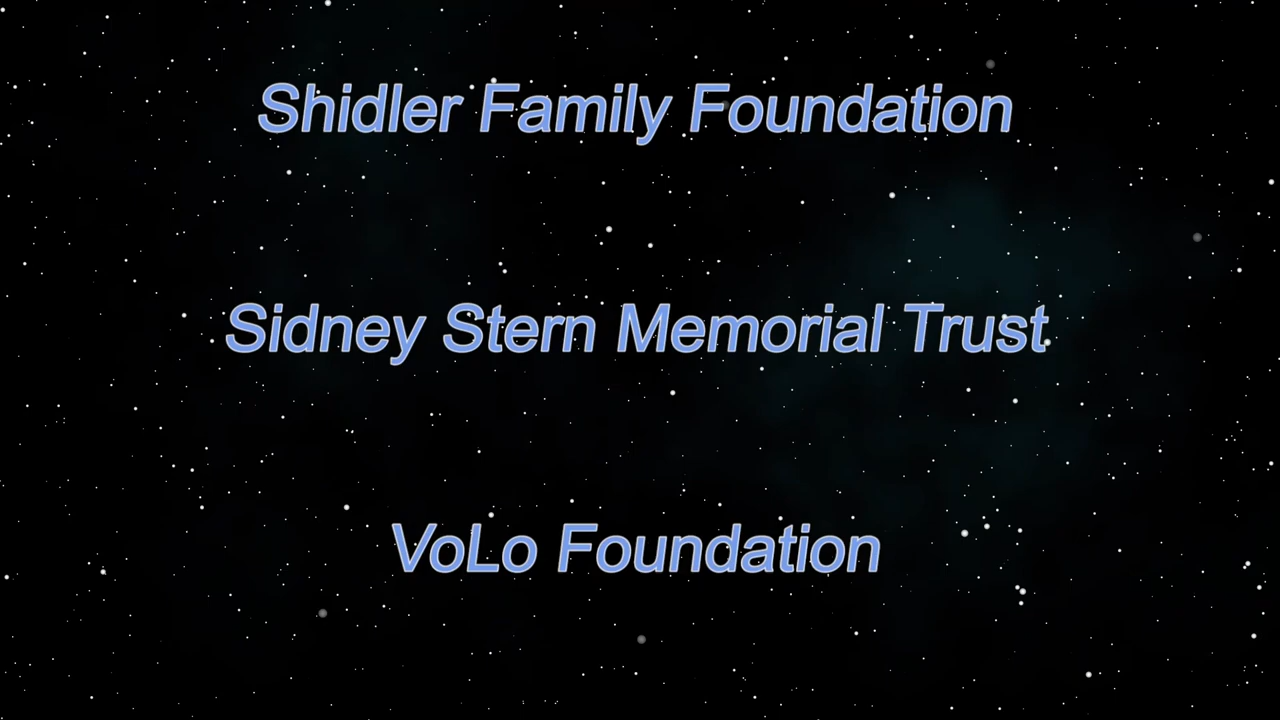 Shidler Family Foundation
Sidney Stern Memorial Trust
VoLo Foundation